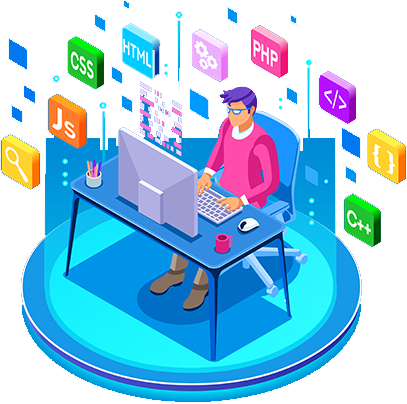 HTML
PHP
CSS
JS
</>
{ }
C++